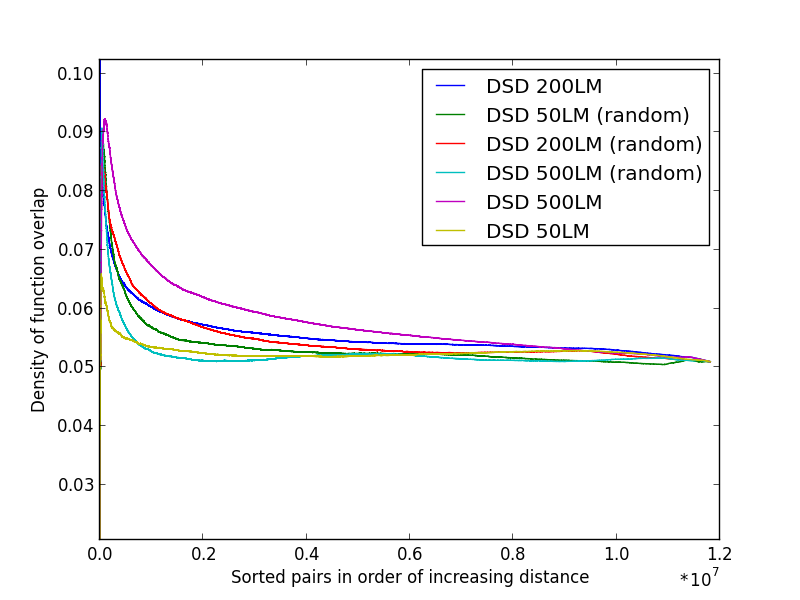 0.10
0.09
0.08
0.07
0.06
0.05
0.04
0.03
Density of function overlap
DSD 200LM
DSD 50LM (random)
DSD 200LM (random)
DSD 500LM (random)
DSD 500LM
DSD 50LM
0.0 0.2 0.4 0.6 0.8 1.0 1.2
Sorted pairs in order of increasing distance
*10^7